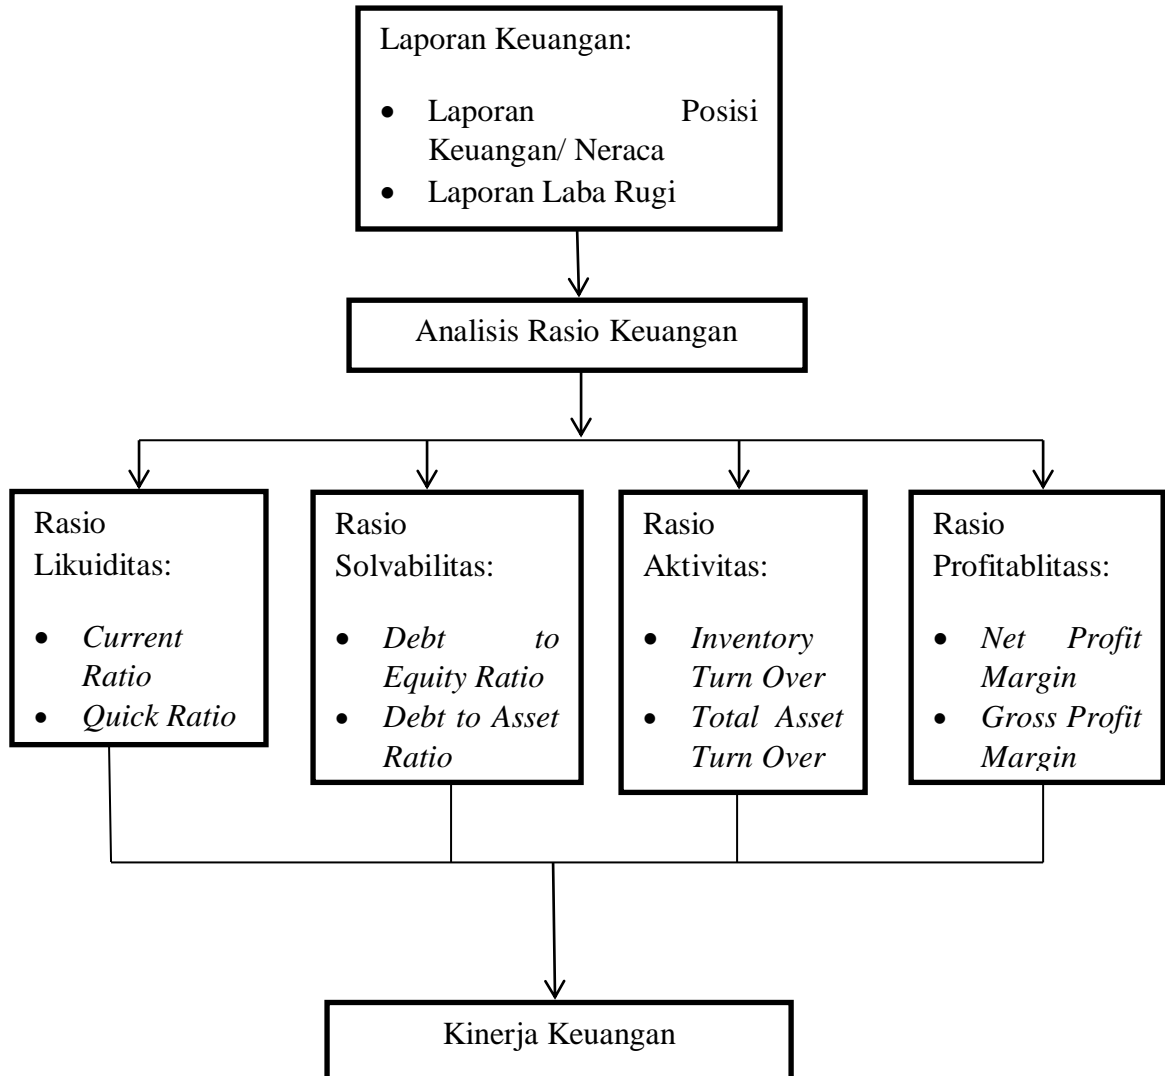 Laporan Keuangan:
• Laporan Posisi
Keuangan/ Neraca
• Laporan Laba Rugi
Analisis Rasio Keuangan
Rasio
Likuiditas:
• Current
Ratio
• Quick Ratio
Rasio
Solvabilitas:
• Debt to
Equity Ratio
• Debt to Asset
Ratio
Rasio
Aktivitas:
• Inventory
Turn Over
• Total Asset
Turn Over
Rasio
Profitablitass:
• Net Profit
Margin
• Gross Profit
Margin
Kinerja Keuangan